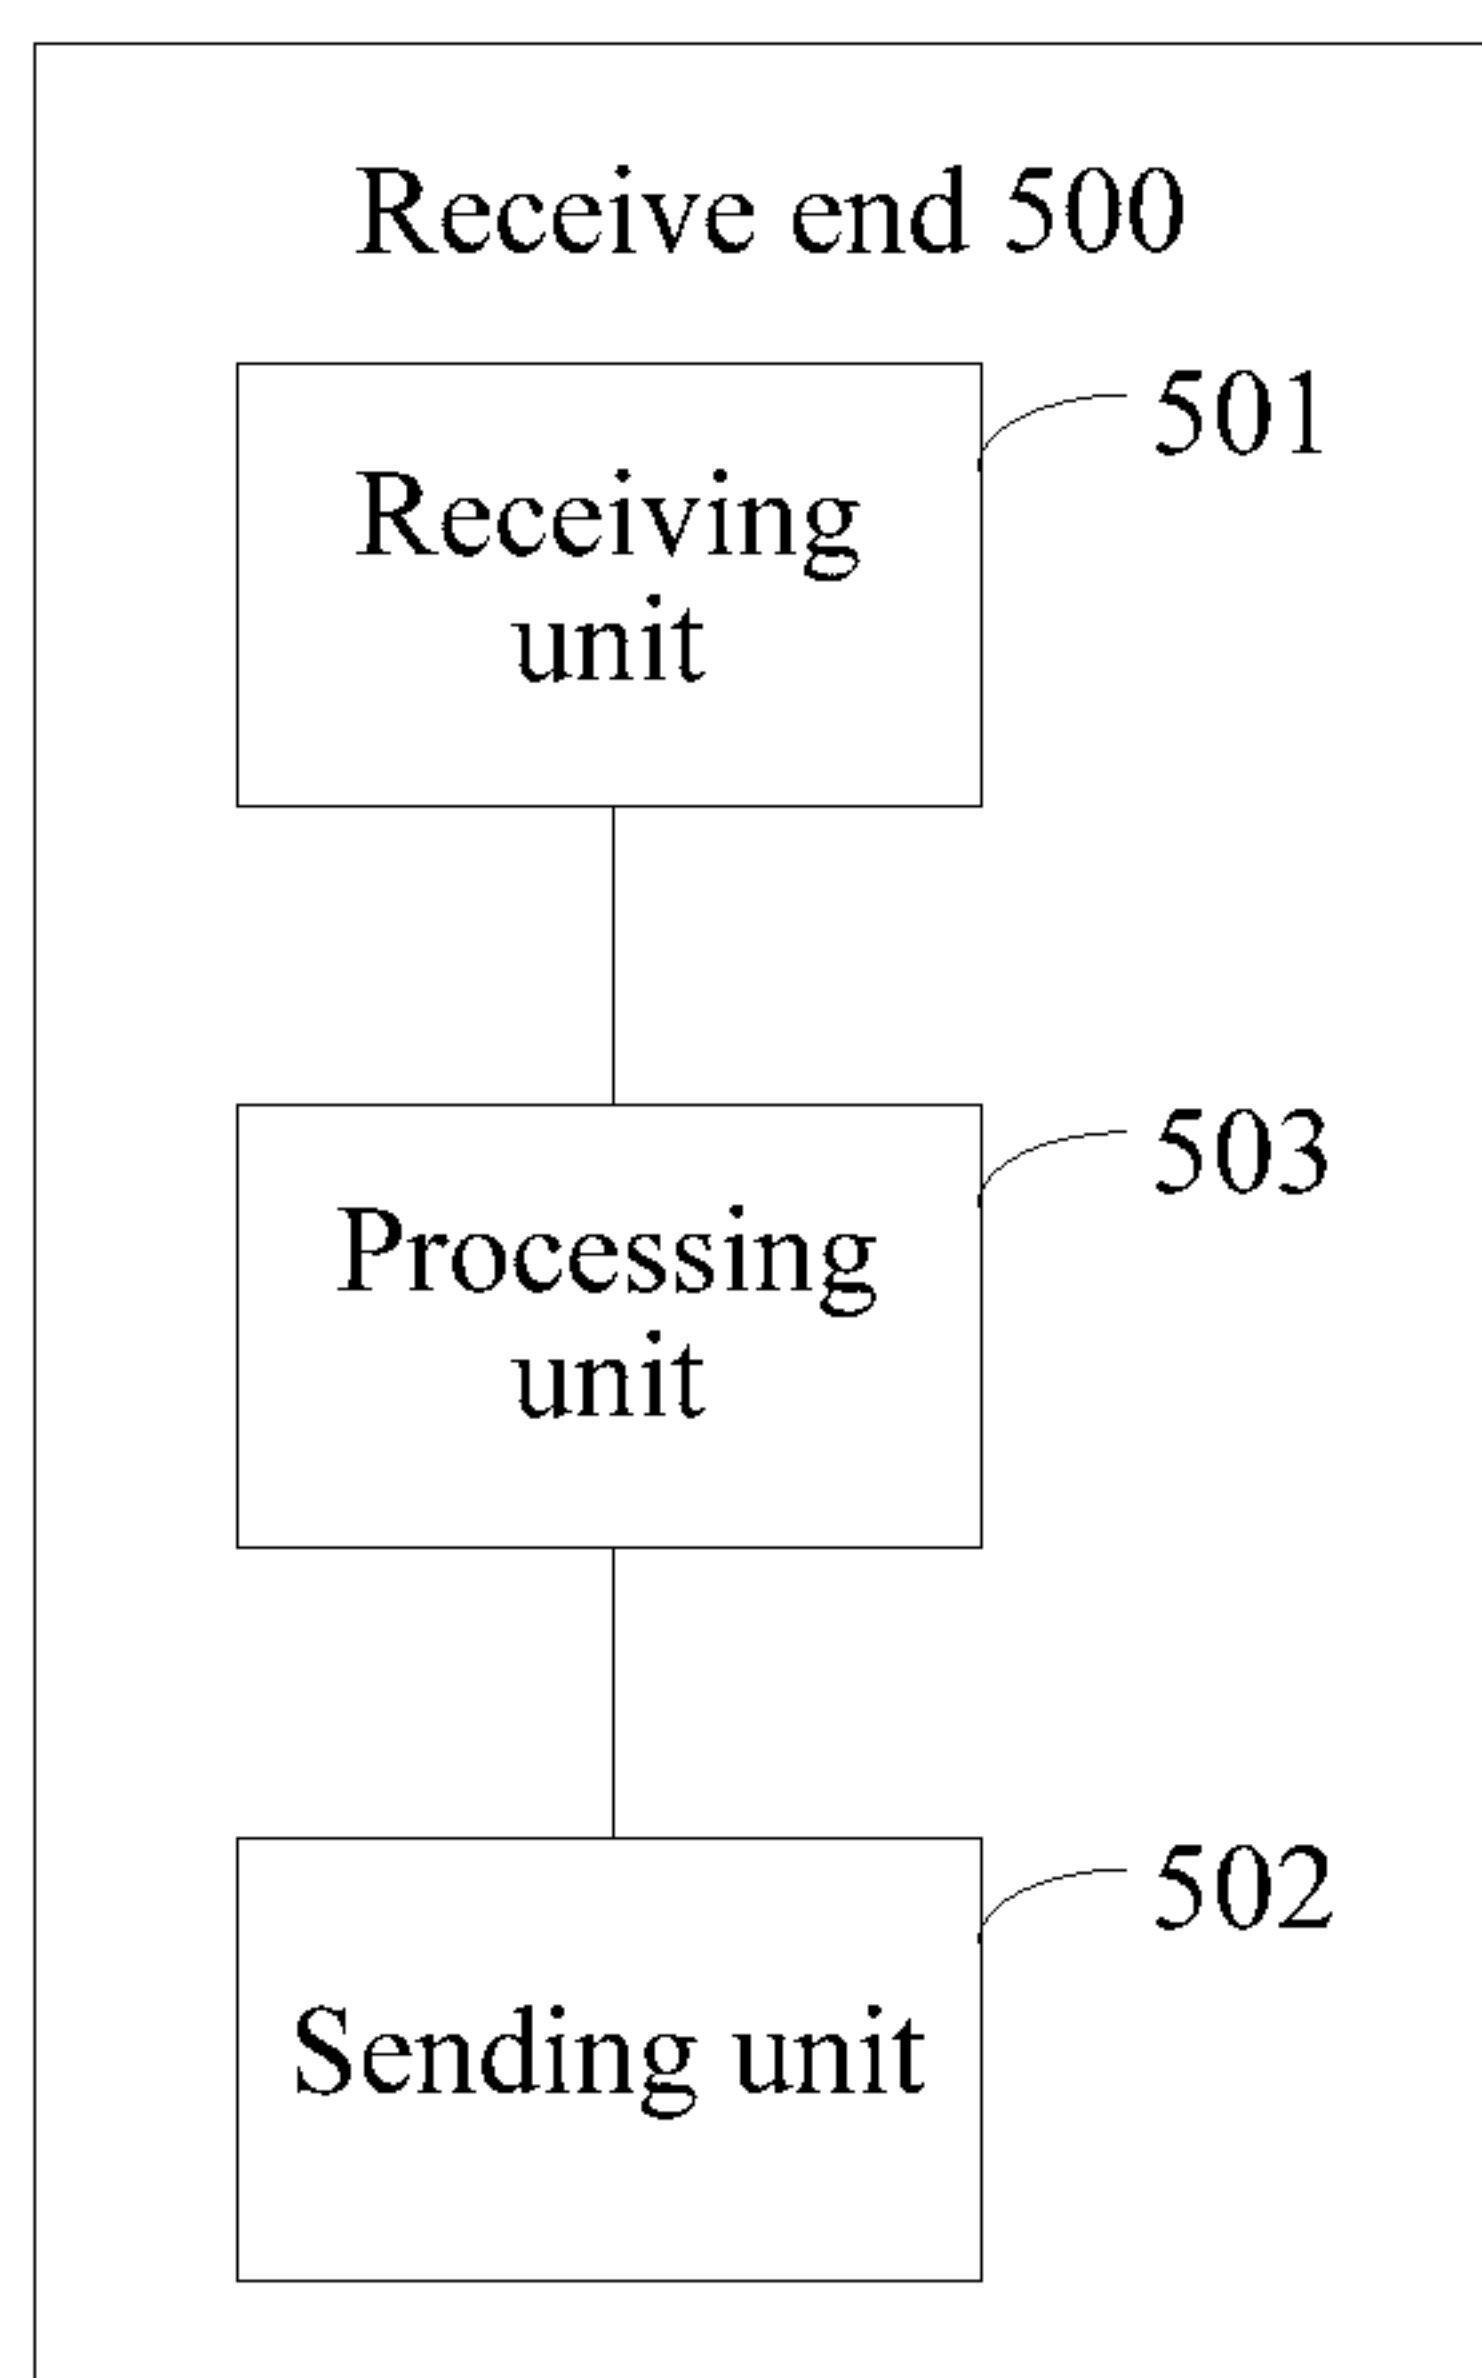 Receive end 500
501
Receiving
unit
503
Processing
unit
502
Sending unit